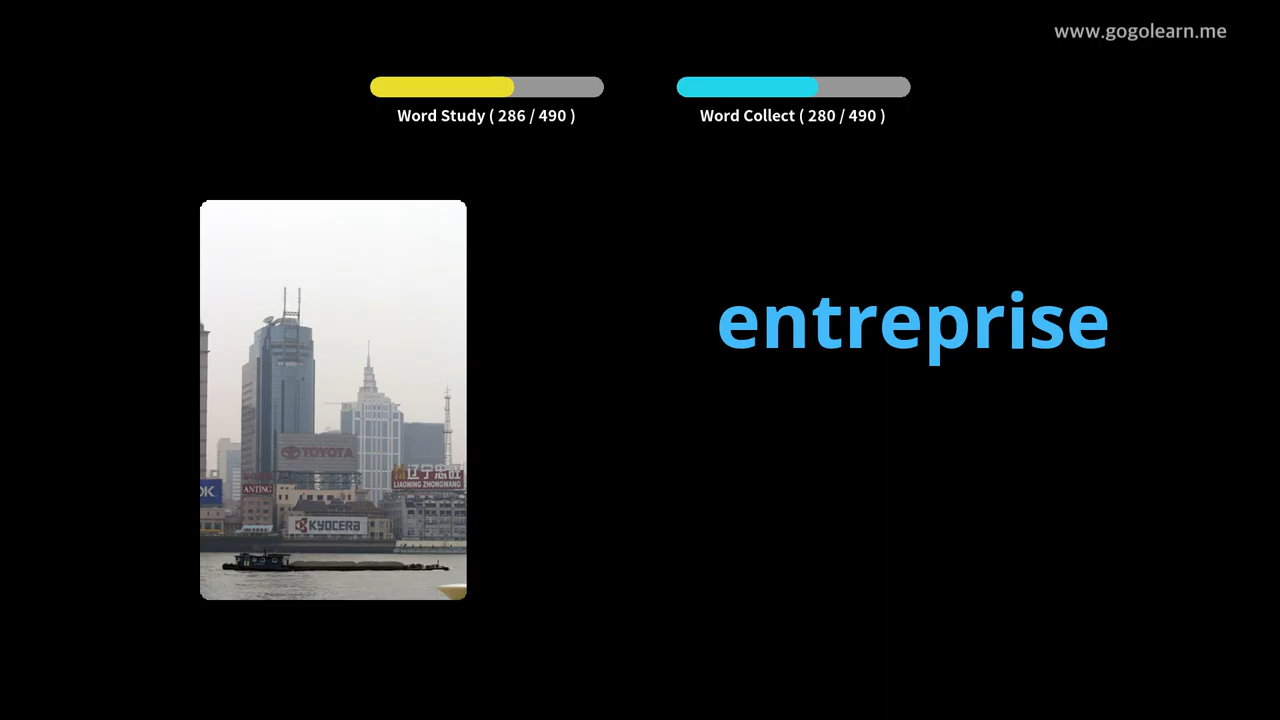 www.gogolearn.me
Word Study ( 286 / 490 )
Word Collect ( 280 / 490 )
entreprise
TOYOTA
辽宁忠旺
LIAONING ZHONGWANG
OK
ANTING
KYOCERA